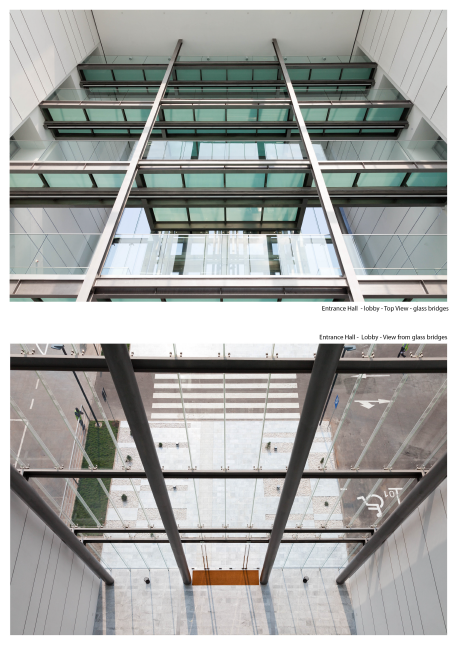 Entrance Hall - lobby - Top View - glass bridges
Entrance Hall - Lobby - View from glass bridges